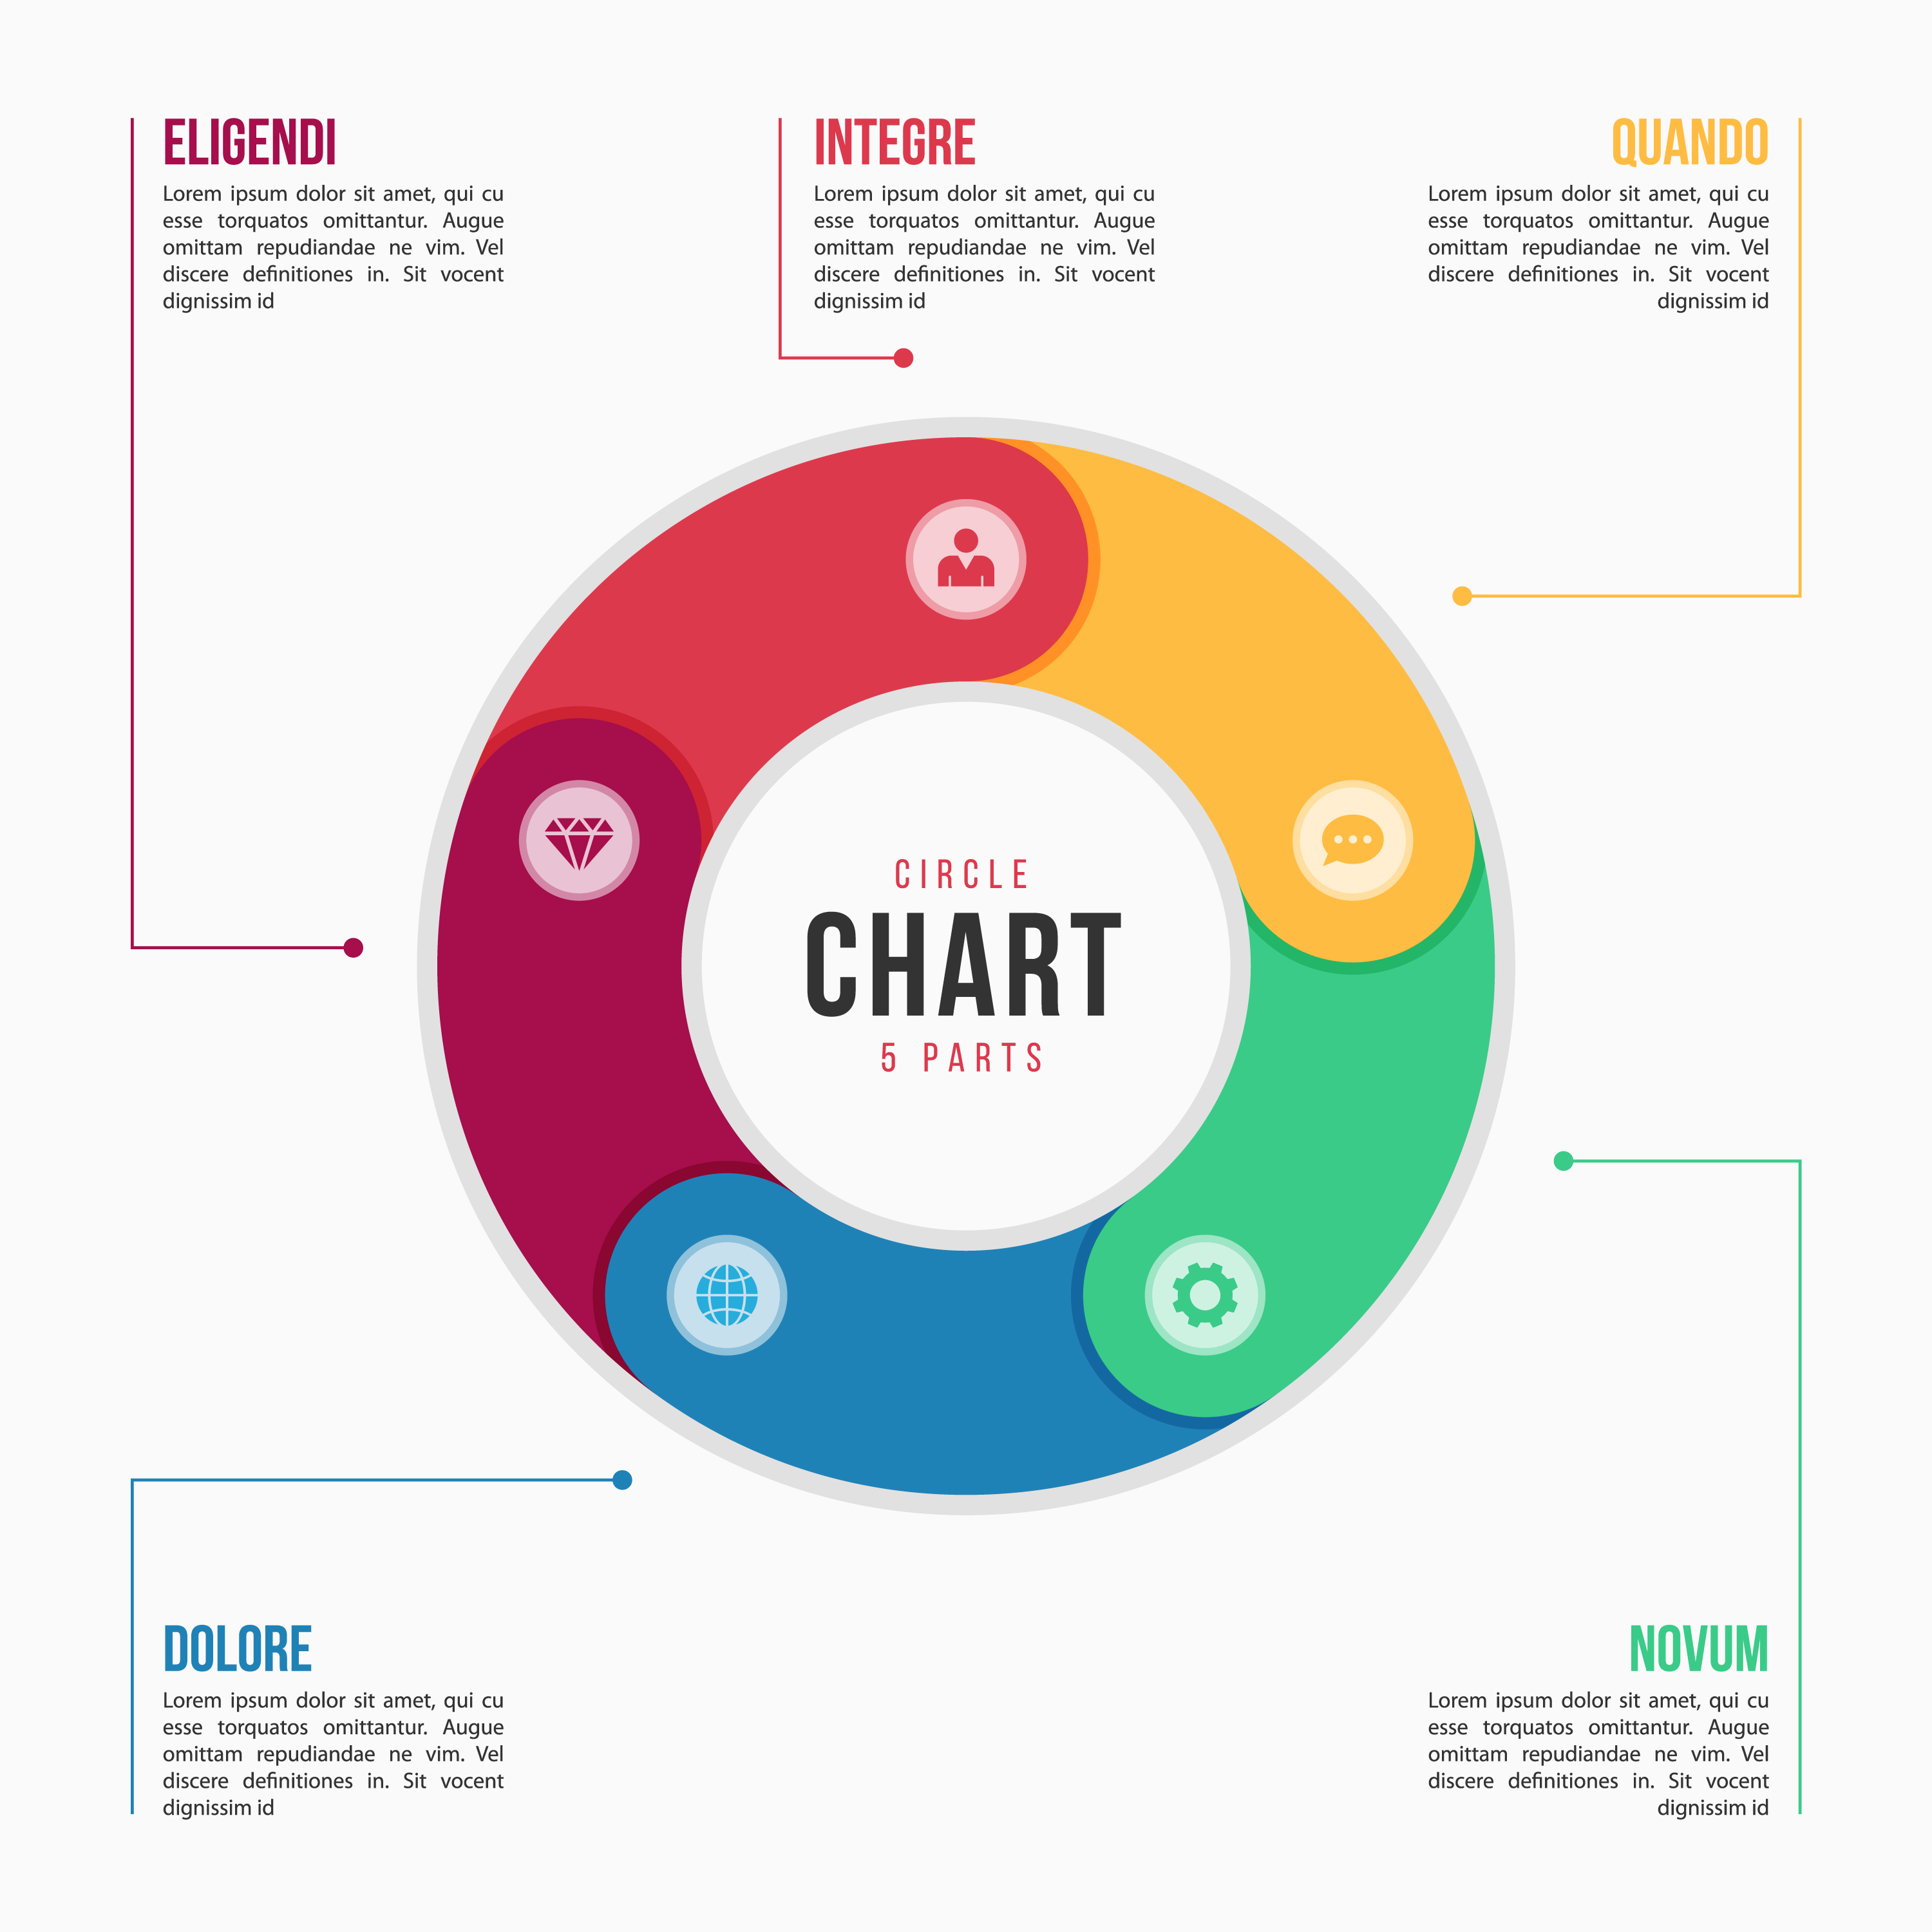 ELIGENDI
Lorem ipsum dolor sit amet, qui cu
esse torquatos omittantur. Augue
omittam repudiandae ne vim. Vel
discere definitiones in. Sit vocent
dignissim id
INTEGRE
Lorem ipsum dolor sit amet, qui cu
esse torquatos omittantur. Augue
omittam repudiandae ne vim. Vel
discere definitiones in. Sit vocent
dignissim id
QUANDO
Lorem ipsum dolor sit amet, qui cu
esse torquatos omittantur. Augue
omittam repudiandae ne vim. Vel
discere definitiones in. Sit vocent
dignissim id
CIRCLE
CHART
5 PARTS
DOLORE
Lorem ipsum dolor sit amet, qui cu
esse torquatos omittantur. Augue
omittam repudiandae ne vim. Vel
discere definitiones in. Sit vocent
dignissim id
NOVUM
Lorem ipsum dolor sit amet, qui cu
esse torquatos omittantur. Augue
omittam repudiandae ne vim. Vel
discere definitiones in. Sit vocent
dignissim id